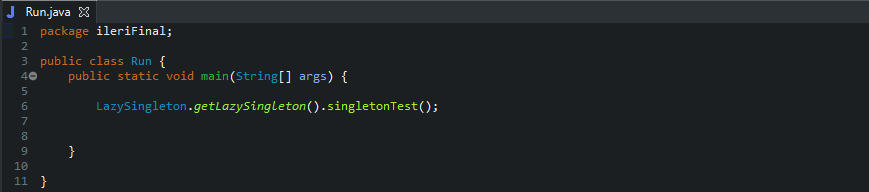 Run.java
1 package ileriFinal;
2
3 public class Run {
4 public static void main(String[] args) {
5
6 LazySingleton.getLazySingleton().singletonTest();
7
8
9 }
10
11 }